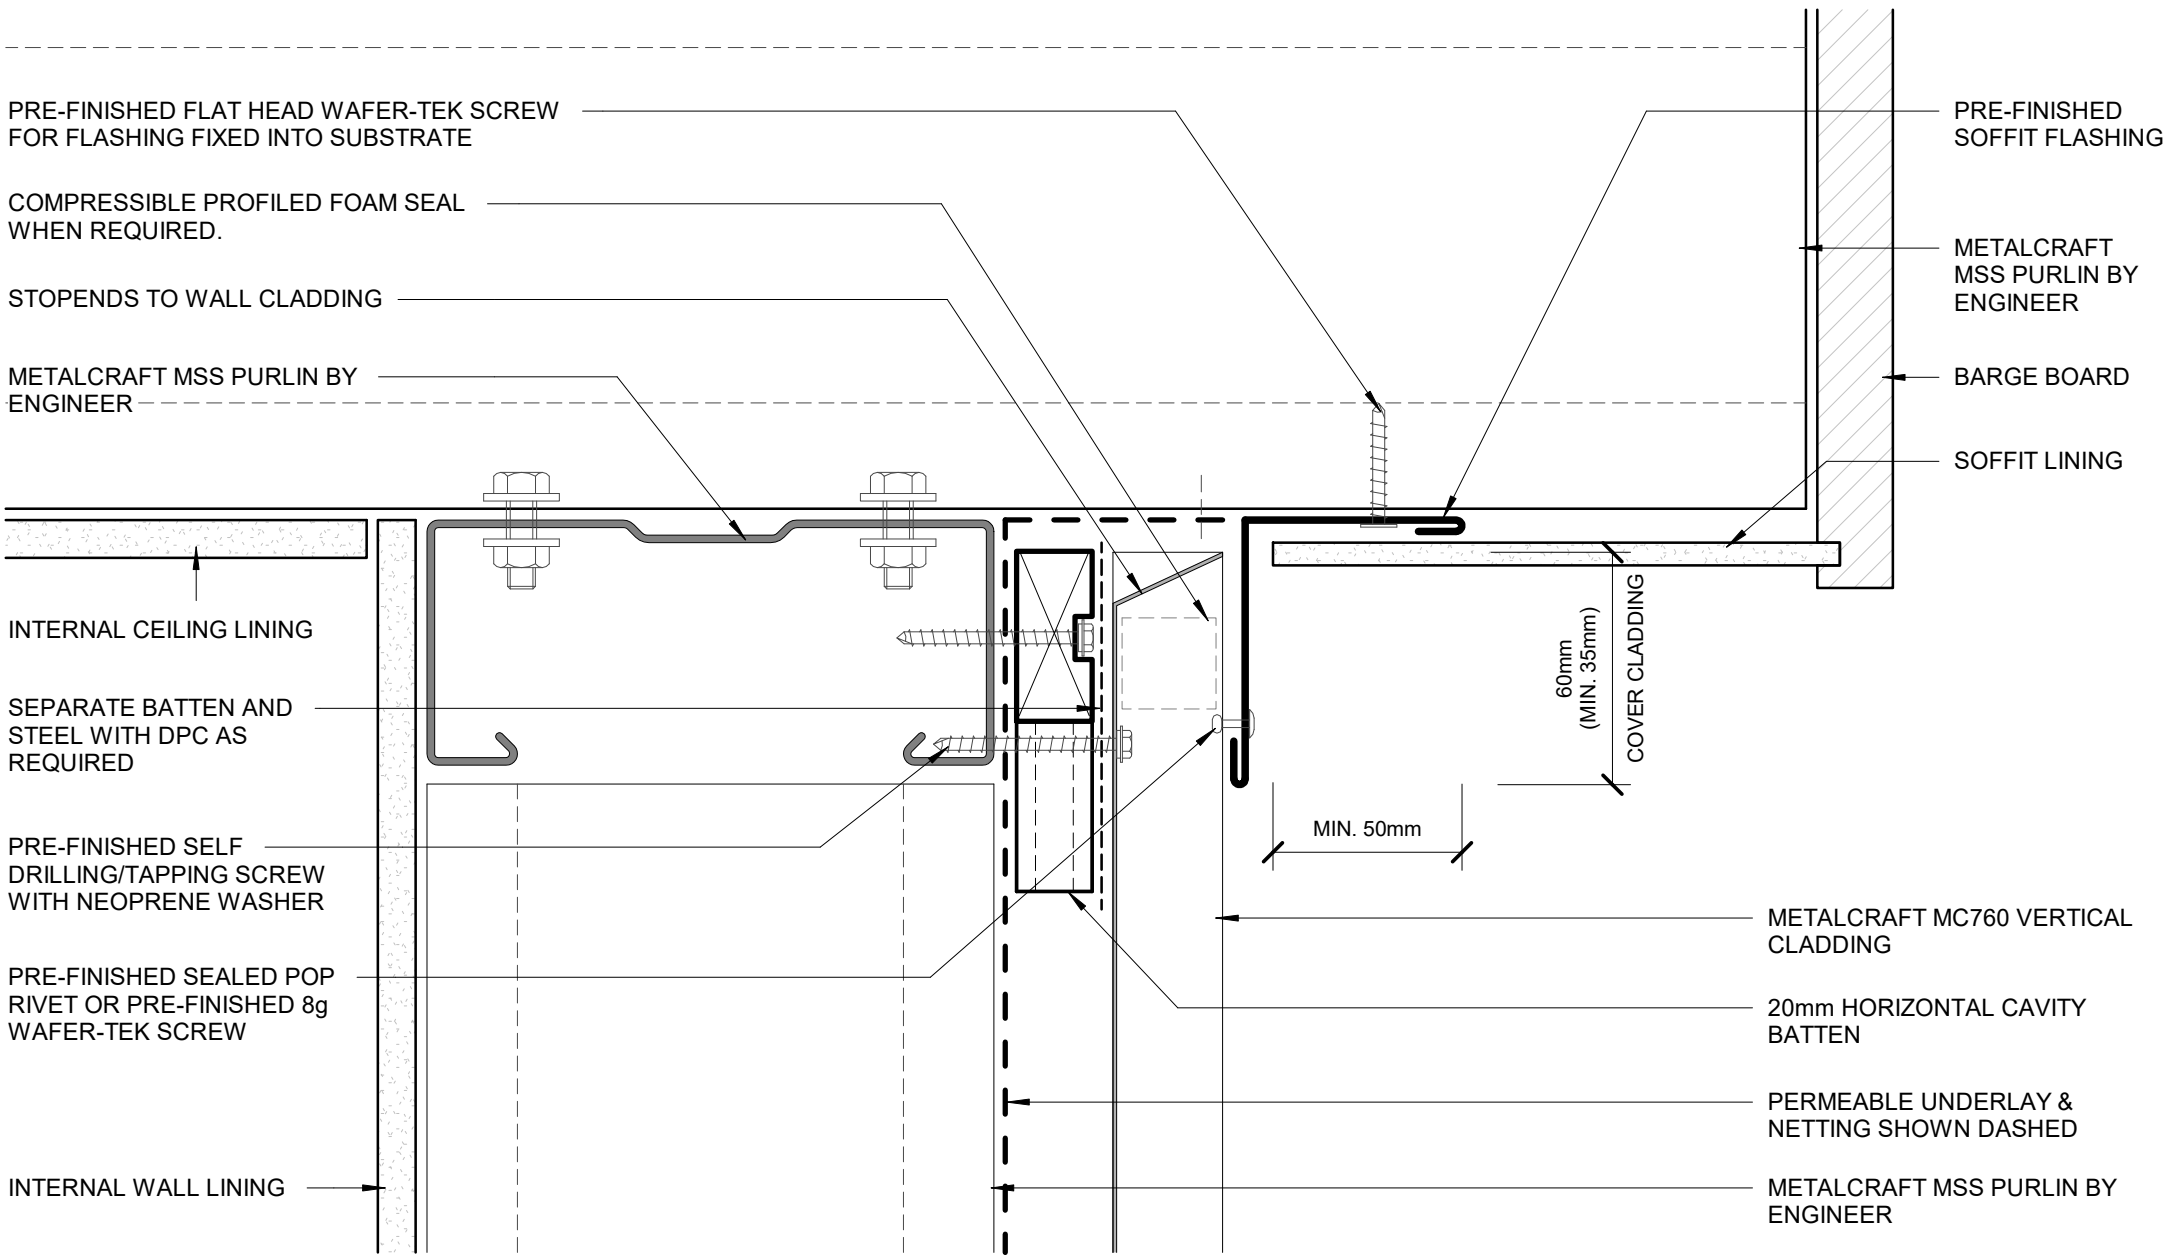 PRE-FINISHED FLAT HEAD WAFER-TEK SCREW
FOR FLASHING FIXED INTO SUBSTRATE
COMPRESSIBLE PROFILED FOAM SEAL
WHEN REQUIRED.
STOPENDS TO WALL CLADDING
METALCRAFT MSS PURLIN BY
ENGINEER
INTERNAL CEILING LINING
SEPARATE BATTEN AND
STEEL WITH DPC AS
REQUIRED
PRE-FINISHED SELF
DRILLING/TAPPING SCREW
WITH NEOPRENE WASHER
PRE-FINISHED SEALED POP
RIVET OR PRE-FINISHED 8g
WAFER-TEK SCREW
INTERNAL WALL LINING
60mm
(MIN. 35mm)
COVER CLADDING
MIN. 50mm
PRE-FINISHED
SOFFIT FLASHING
METALCRAFT
MSS PURLIN BY
ENGINEER
BARGE BOARD
SOFFIT LINING
METALCRAFT MC760 VERTICAL
CLADDING
20mm HORIZONTAL CAVITY
BATTEN
PERMEABLE UNDERLAY &
NETTING SHOWN DASHED
METALCRAFT MSS PURLIN BY
ENGINEER